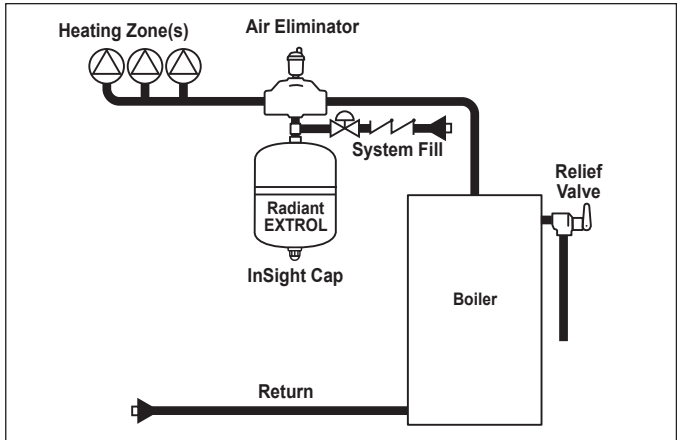 Heating Zone(s)
Air Eliminator
System Fill
Relief
Valve
Radiant
EXTROL
InSight Cap
Boiler
Return